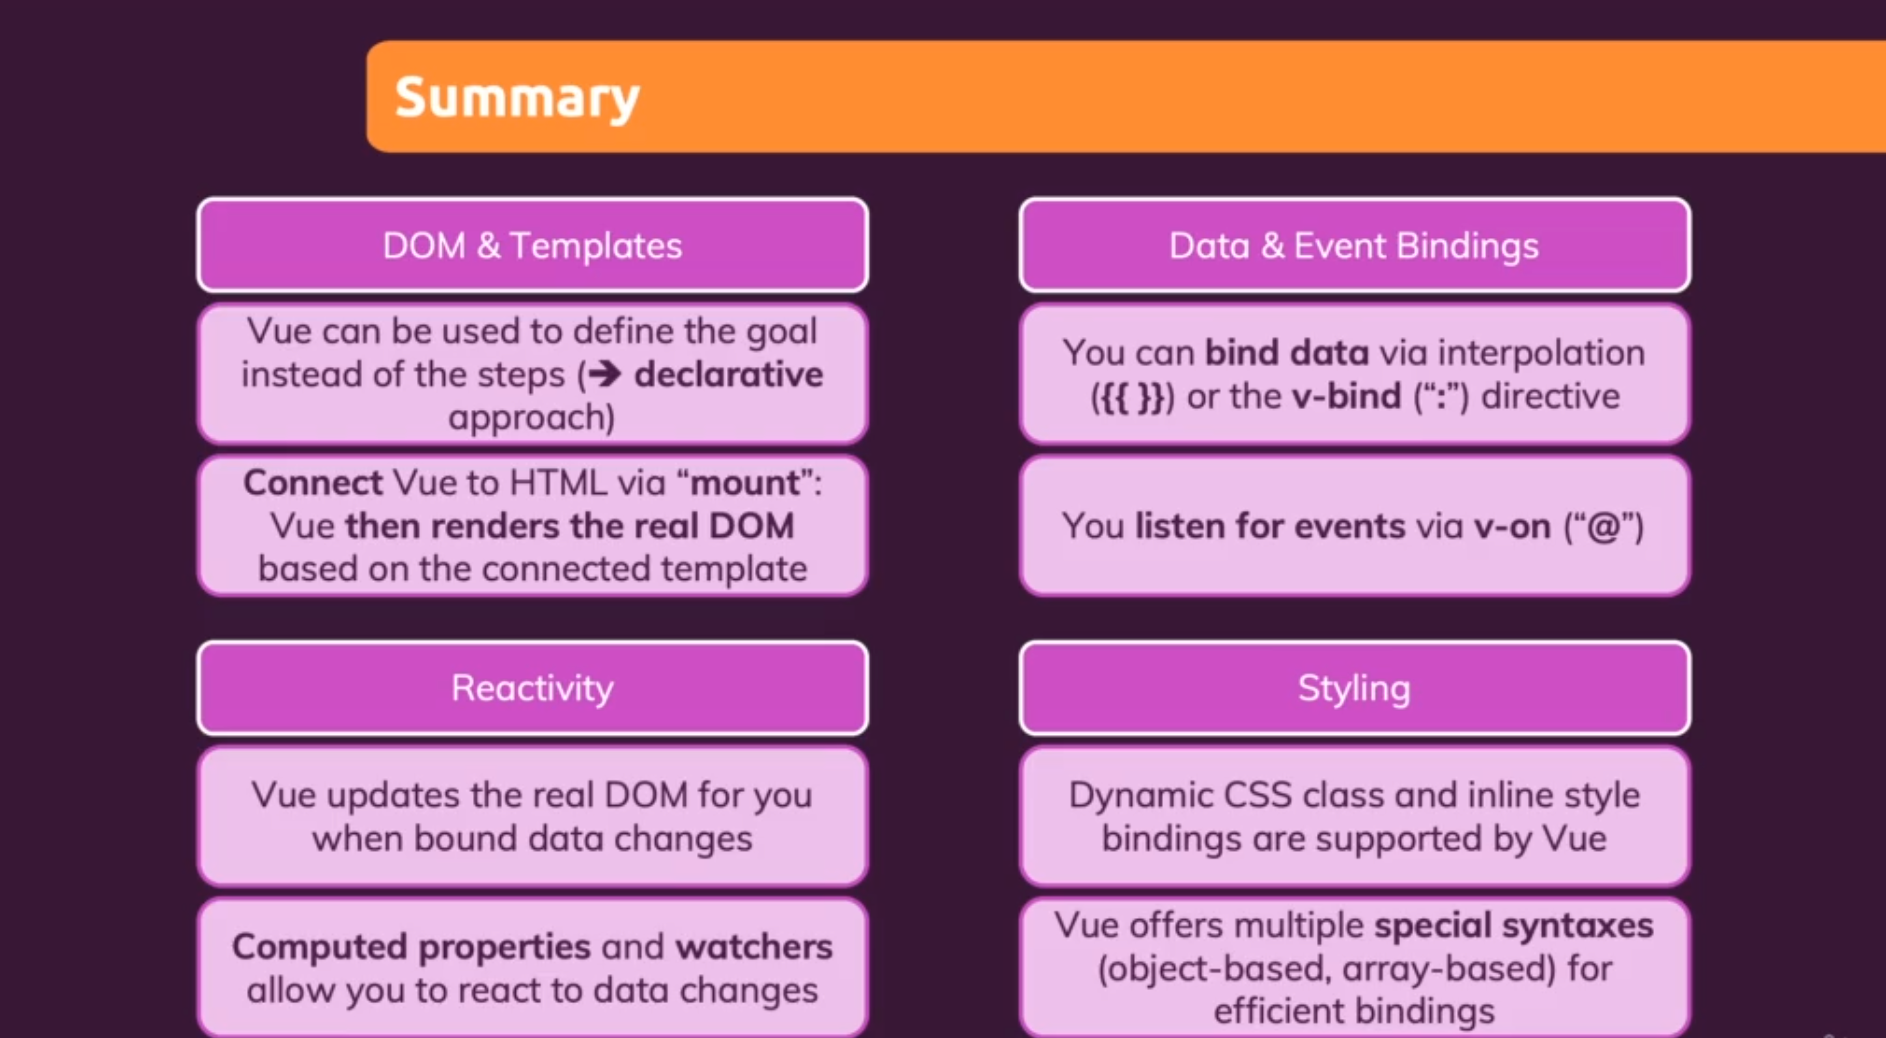 Summary
DOM & Templates
Vue can be used to define the goal
instead of the steps (➔ declarative
approach)
Connect Vue to HTML via “mount”:
Vue then renders the real DOM
based on the connected template
Data & Event Bindings
You can bind data via interpolation
({{ }}) or the v-bind (“:”) directive
You listen for events via v-on (“@”)
Reactivity
Vue updates the real DOM for you
when bound data changes
Computed properties and watchers
allow you to react to data changes
Styling
Dynamic CSS class and inline style
bindings are supported by Vue
Vue offers multiple special syntaxes
(object-based, array-based) for
efficient bindings